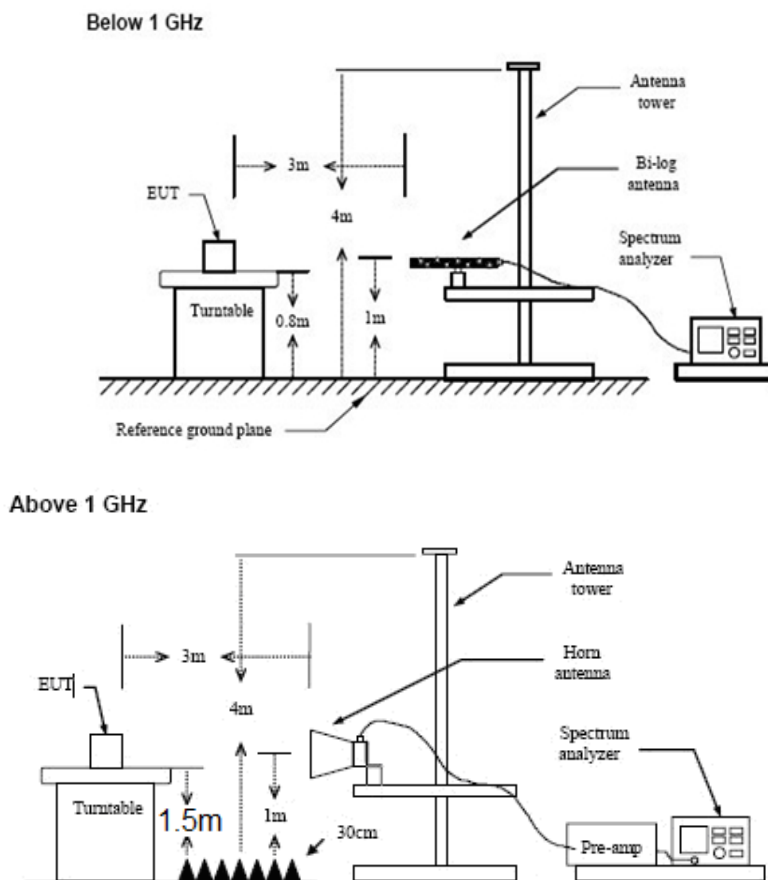 Below 1 GHz
Antenna
tower
3m
Bi-log
antenna
EUT
4m
Spectrum
analyzer
Turntable
0.8m
1m
Reference ground plane
Above 1 GHz
Antenna
tower
3m
Horn
antenna
EUT
4m
Spectrum
analyzer
Turntable
1.5m
1m
30cm
Pre-amp